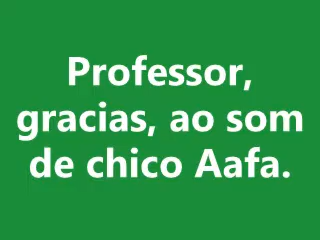 Professor,
gracias, ao som
de chico Aafa.